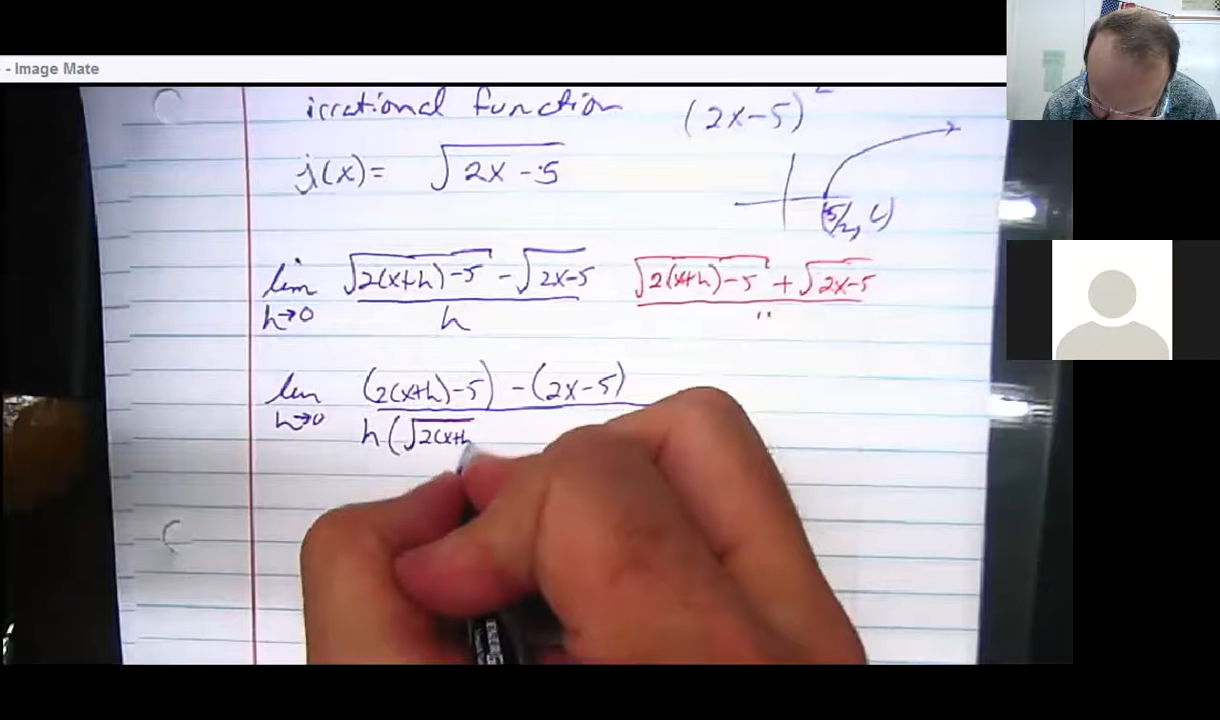 - Image Mate
irrational function (2x-5)²
j(x) = √(2x-5)
(5/2, 0)
lim h→0 (√(2(x+h)-5) - √(2x-5)) / h (√(2(x+h)-5) + √(2x-5)) / "
lim h→0 ((2(x+h)-5) - (2x-5)) / h(√2(x+h